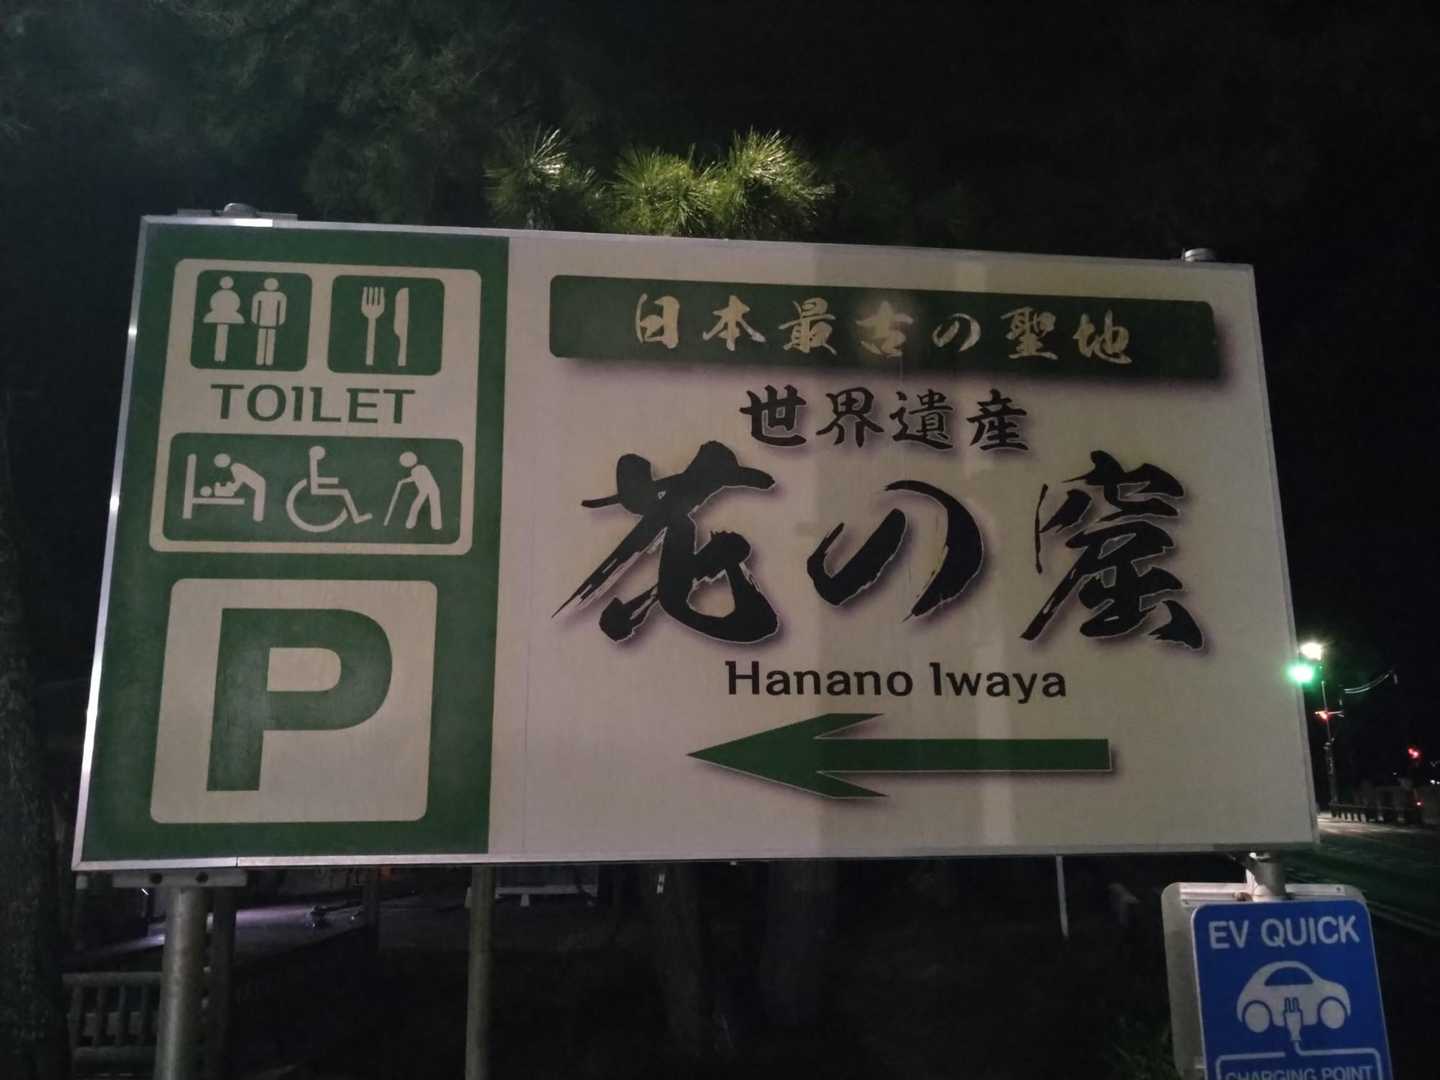 TOILET
P
日本最古の聖地
世界遺産
花の窟
Hanano Iwaya
EV QUICK
CHARGING POINT